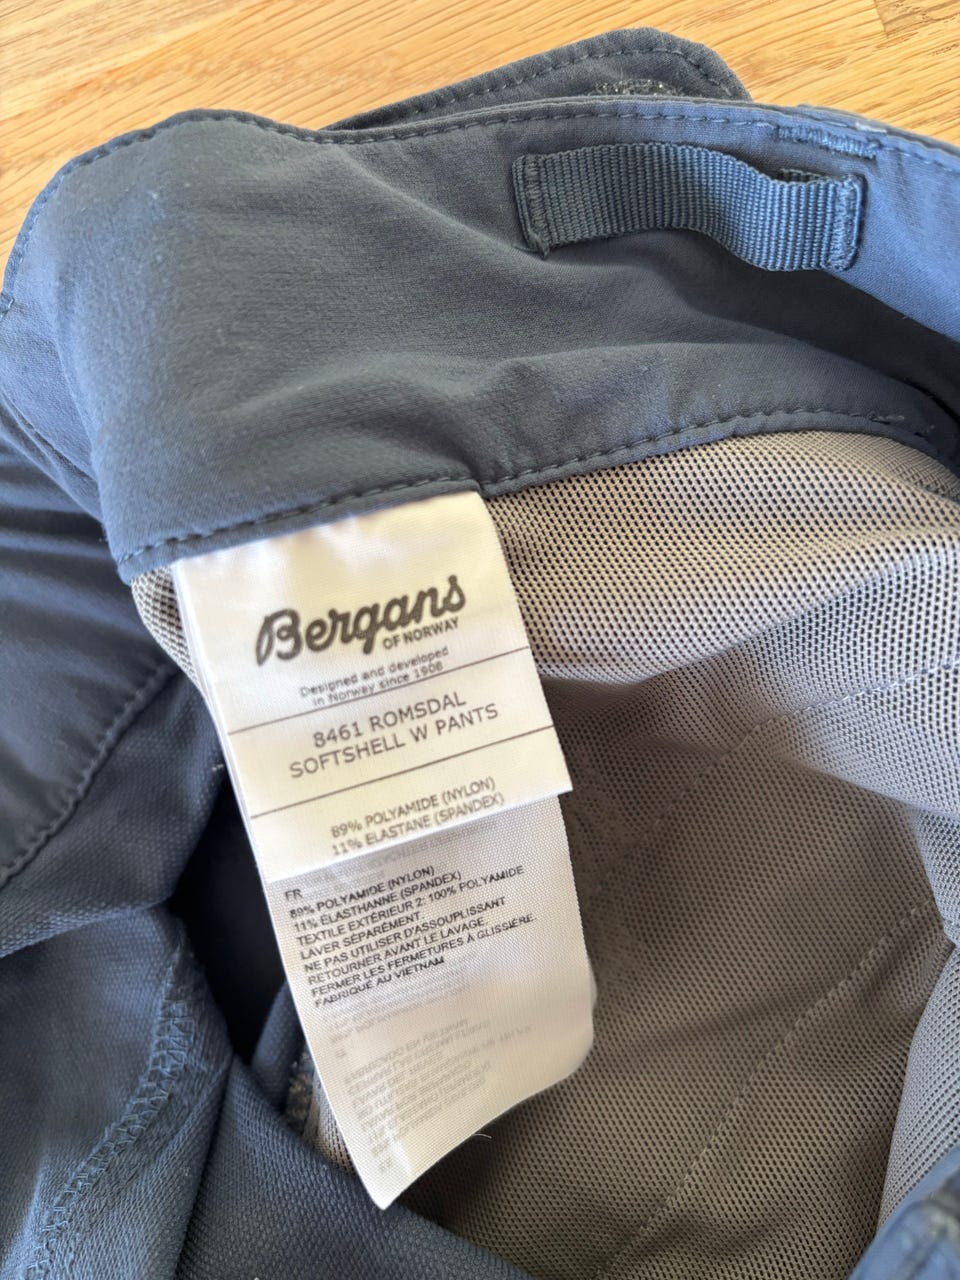 Bergans
OF NORWAY
Designed and developed
in Norway since 1908
8461 ROMSDAL
SOFTSHELL W PANTS
89% POLYAMIDE (NYLON)
11% ELASTANE (SPANDEX)
FR
89% POLYAMIDE (NYLON)
11% ÉLASTHANNE (SPANDEX)
TEXTILE EXTÉRIEUR 2: 100% POLYAMIDE
LAVER SÉPARÉMENT.
NE PAS UTILISER D'ASSOUPLISSANT
RETOURNER AVANT LE LAVAGE.
FERMER LES FERMETURES À GLISSIÈRE.
FABRIQUÉ AU VIETNAM